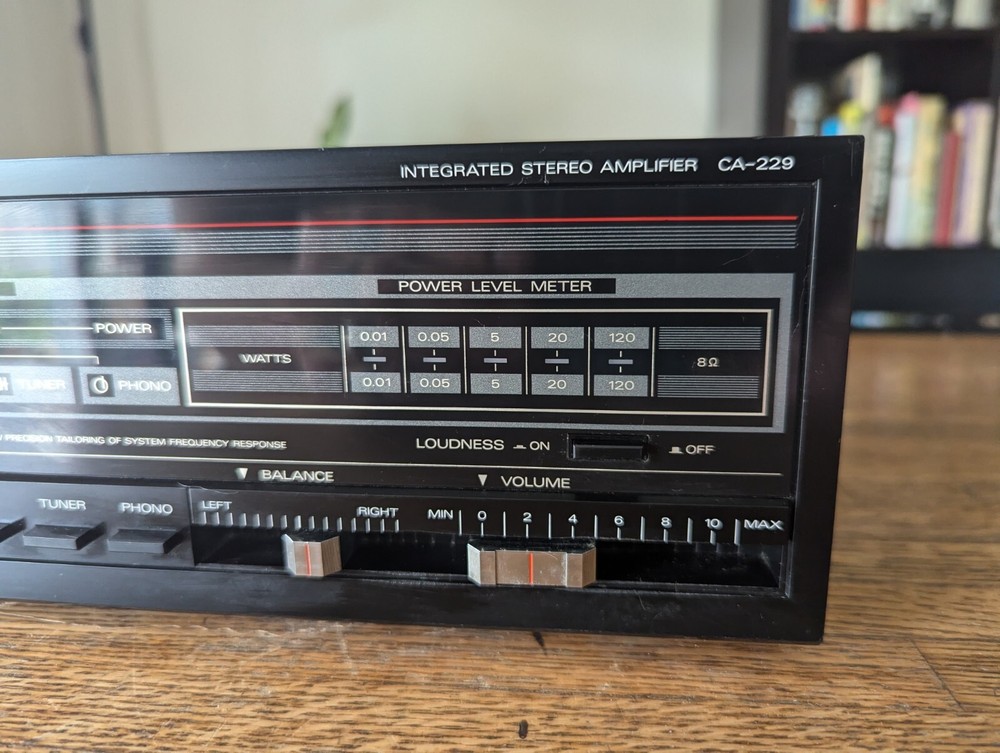 INTEGRATED STEREO AMPLIFIER CA-229
POWER LEVEL METER
POWER
WATTS
0.01 0.05 5 20 120
8Ω
0.01 0.05 5 20 120
TUNER PHONO
PRECISION TAILORING OF SYSTEM FREQUENCY RESPONSE
LOUDNESS ON OFF
BALANCE VOLUME
TUNER PHONO
LEFT RIGHT
MIN 0 2 4 6 8 10 MAX